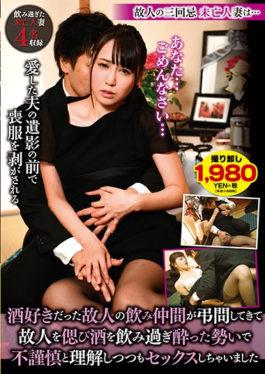 故人の三回忌 未亡人妻は…
飲み過ぎた
未亡人妻
4名
収録
あなた…
ごめんなさい…
愛した夫の遺影の前で
喪服を剥がされる
撮り卸し
1,980
YEN+税
酒好きだった故人の飲み仲間が弔問してきて
故人を偲び酒を飲み過ぎ酔った勢いで
不謹慎と理解しつつもセックスしちゃいました